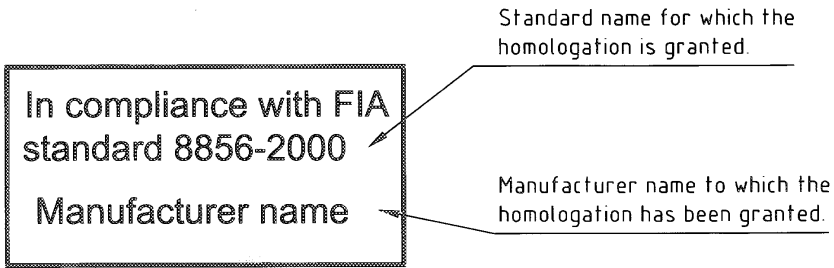 Standard name for which the
homologation is granted.
In compliance with FIA
standard 8856-2000
Manufacturer name
Manufacturer name to which the
homologation has been granted.